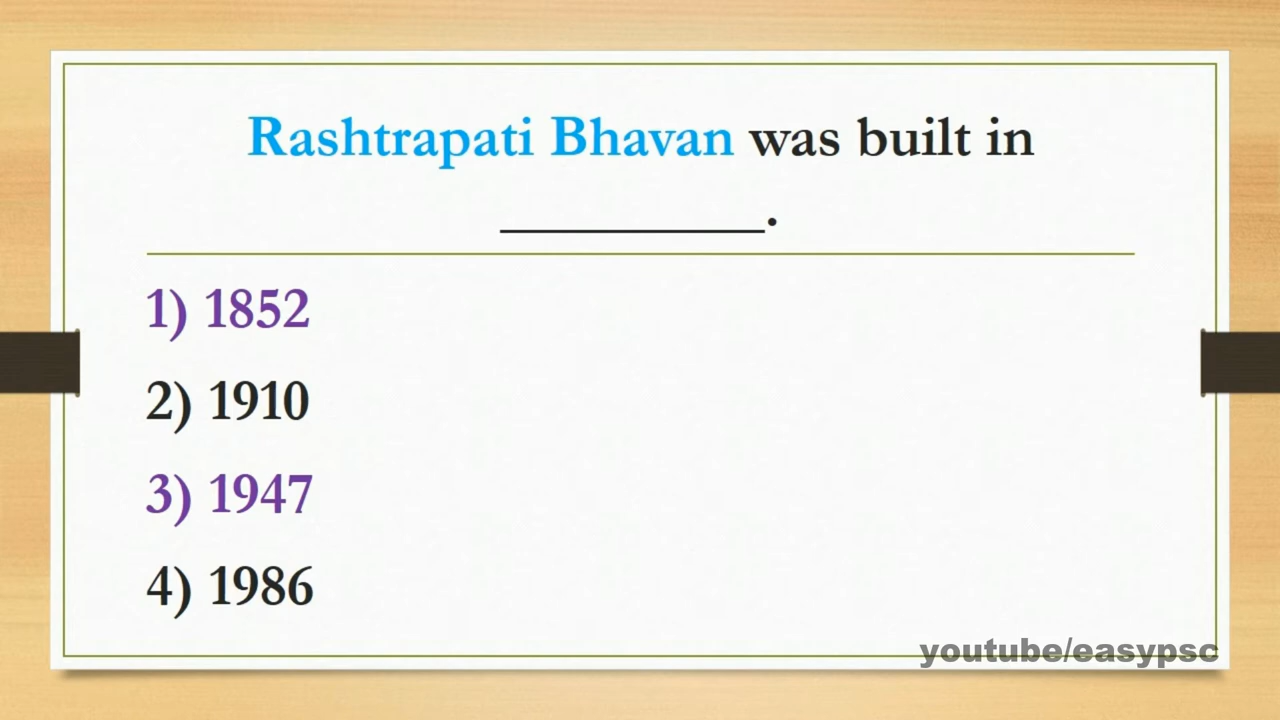 Rashtrapati Bhavan was built in
__________.
1) 1852
2) 1910
3) 1947
4) 1986
youtube/easypsc